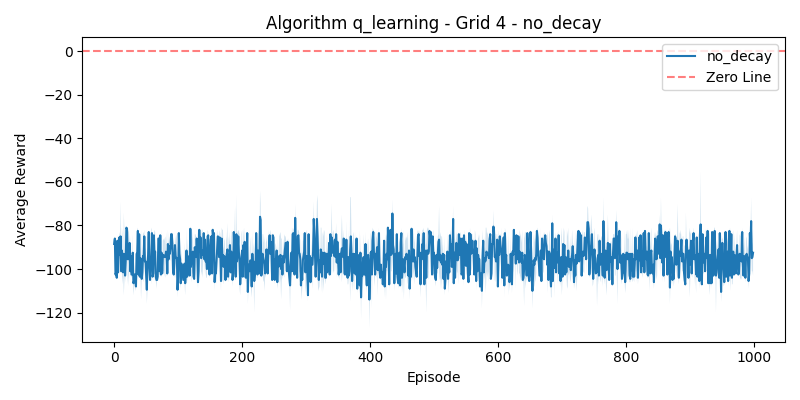 Algorithm q_learning - Grid 4 - no_decay
no_decay
Zero Line
Average Reward
0
−20
−40
−60
−80
−100
−120
0 200 400 600 800 1000
Episode